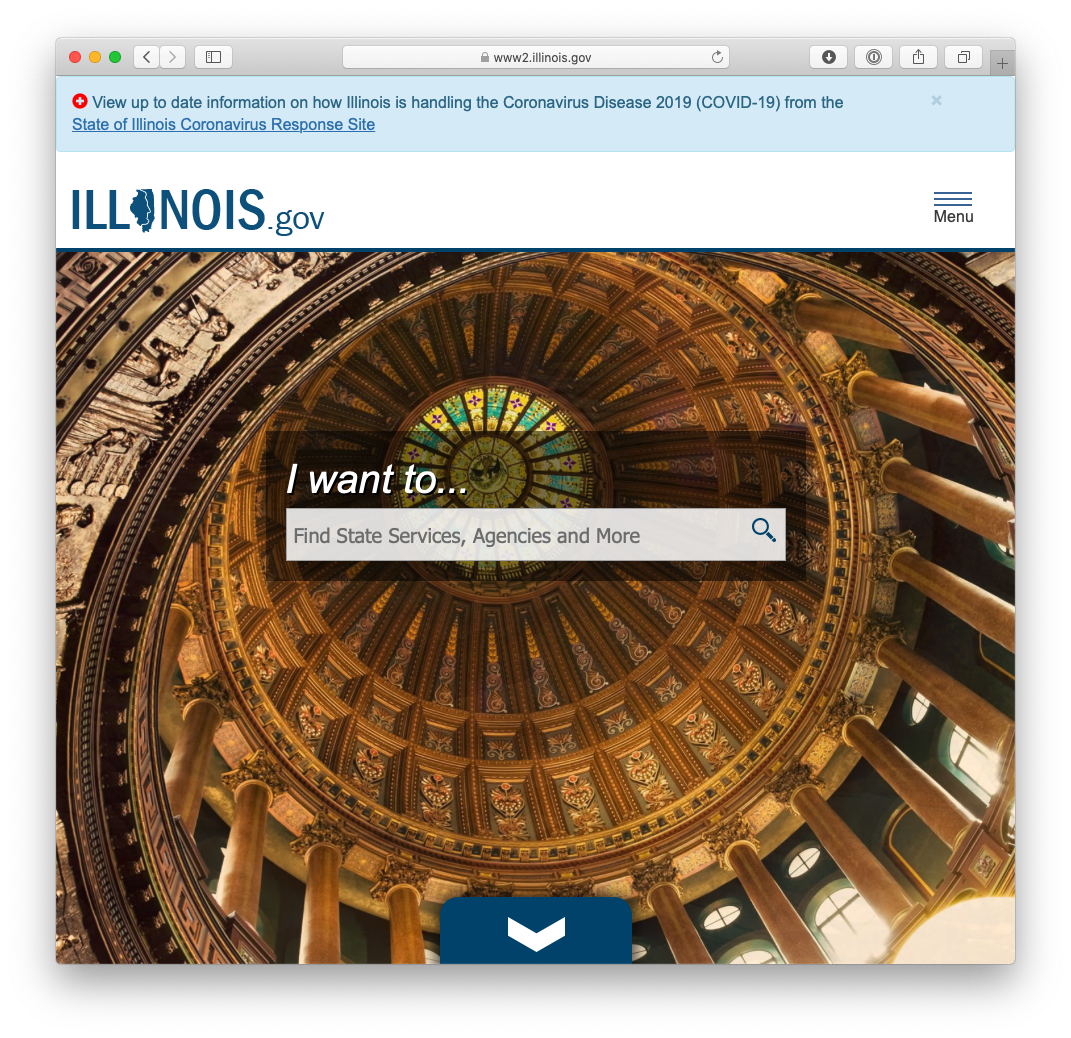 www2.illinois.gov
View up to date information on how Illinois is handling the Coronavirus Disease 2019 (COVID-19) from the
State of Illinois Coronavirus Response Site
ILLINOIS.gov
Menu
I want to...
Find State Services, Agencies and More